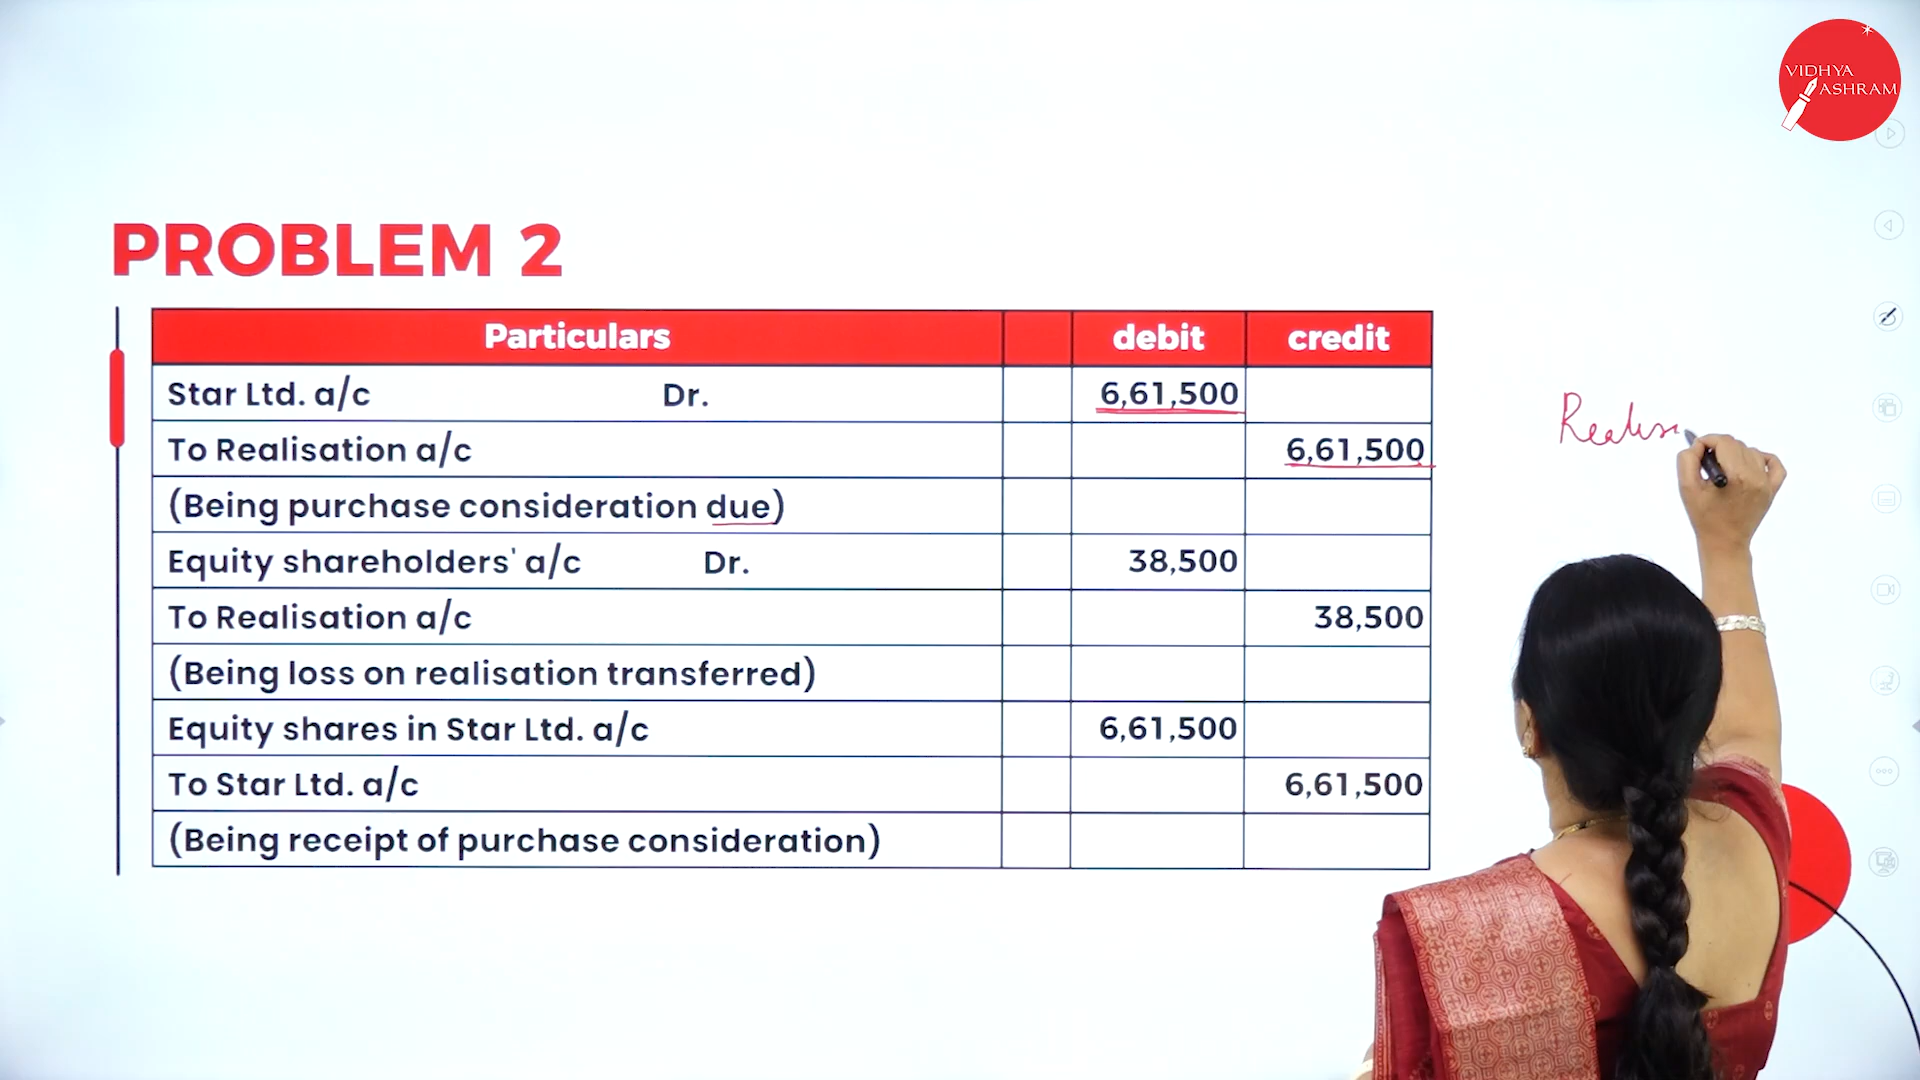 VIDHYA
ASHRAM
PROBLEM 2
Particulars debit credit
Star Ltd. a/c Dr. 6,61,500
To Realisation a/c 6,61,500
(Being purchase consideration due)
Equity shareholders' a/c Dr. 38,500
To Realisation a/c 38,500
(Being loss on realisation transferred)
Equity shares in Star Ltd. a/c 6,61,500
To Star Ltd. a/c 6,61,500
(Being receipt of purchase consideration)
Realis